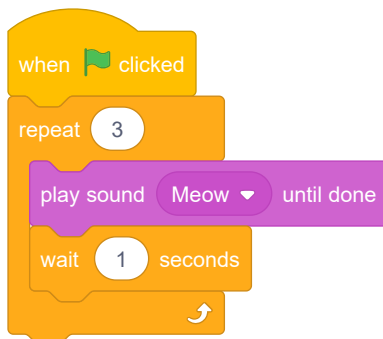 when clicked
repeat 3
play sound Meow until done
wait 1 seconds